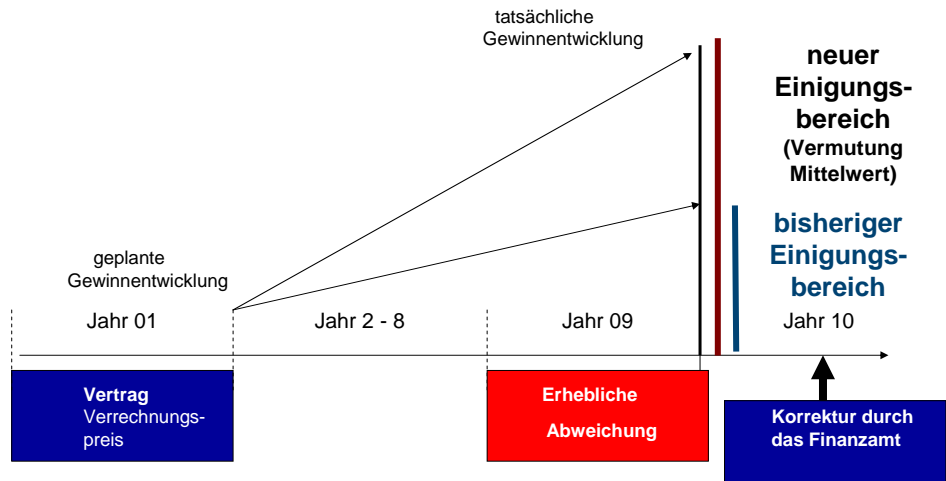 tatsächliche
Gewinnentwicklung
neuer
Einigungs-
bereich
(Vermutung
Mittelwert)
bisheriger
Einigungs-
bereich
geplante
Gewinnentwicklung
Jahr 01
Jahr 2 - 8
Jahr 09
Jahr 10
Vertrag
Verrechnungs-
preis
Erhebliche
Abweichung
Korrektur durch
das Finanzamt